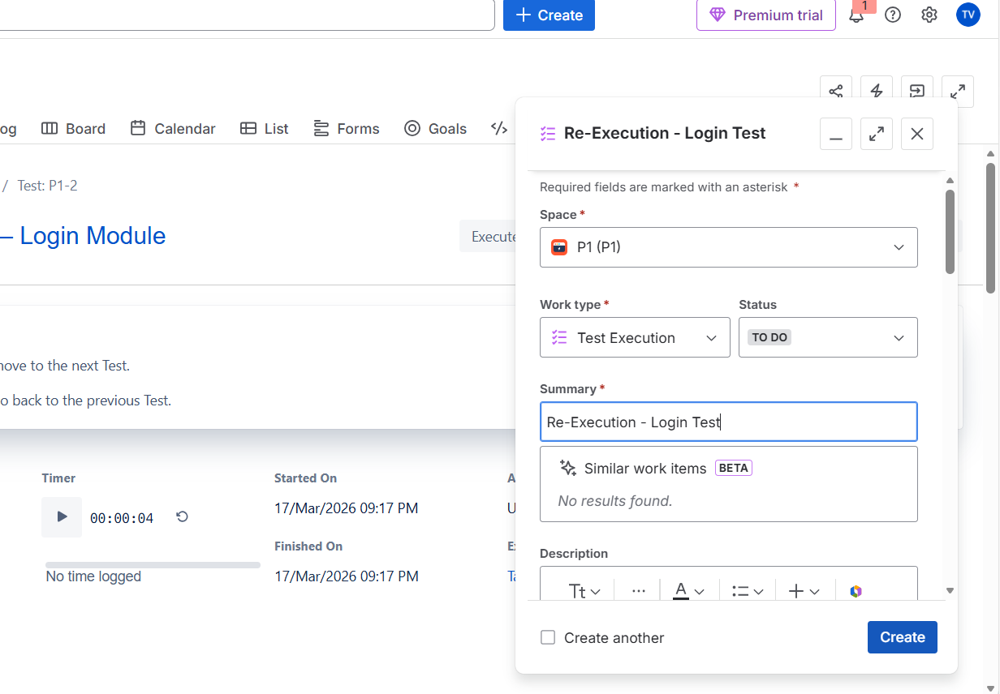 Create
Premium trial
1
TV
og
Board
Calendar
List
Forms
Goals
/ Test: P1-2
– Login Module
Execute
nove to the next Test.
o back to the previous Test.
Timer
00:00:04
No time logged
Started On
17/Mar/2026 09:17 PM
Finished On
17/Mar/2026 09:17 PM
A
U
Re-Execution - Login Test
Required fields are marked with an asterisk *
Space *
P1 (P1)
Work type *
Status
Test Execution
TO DO
Summary *
Re-Execution - Login Test
Similar work items BETA
No results found.
Description
Tt
A
Create another
Create